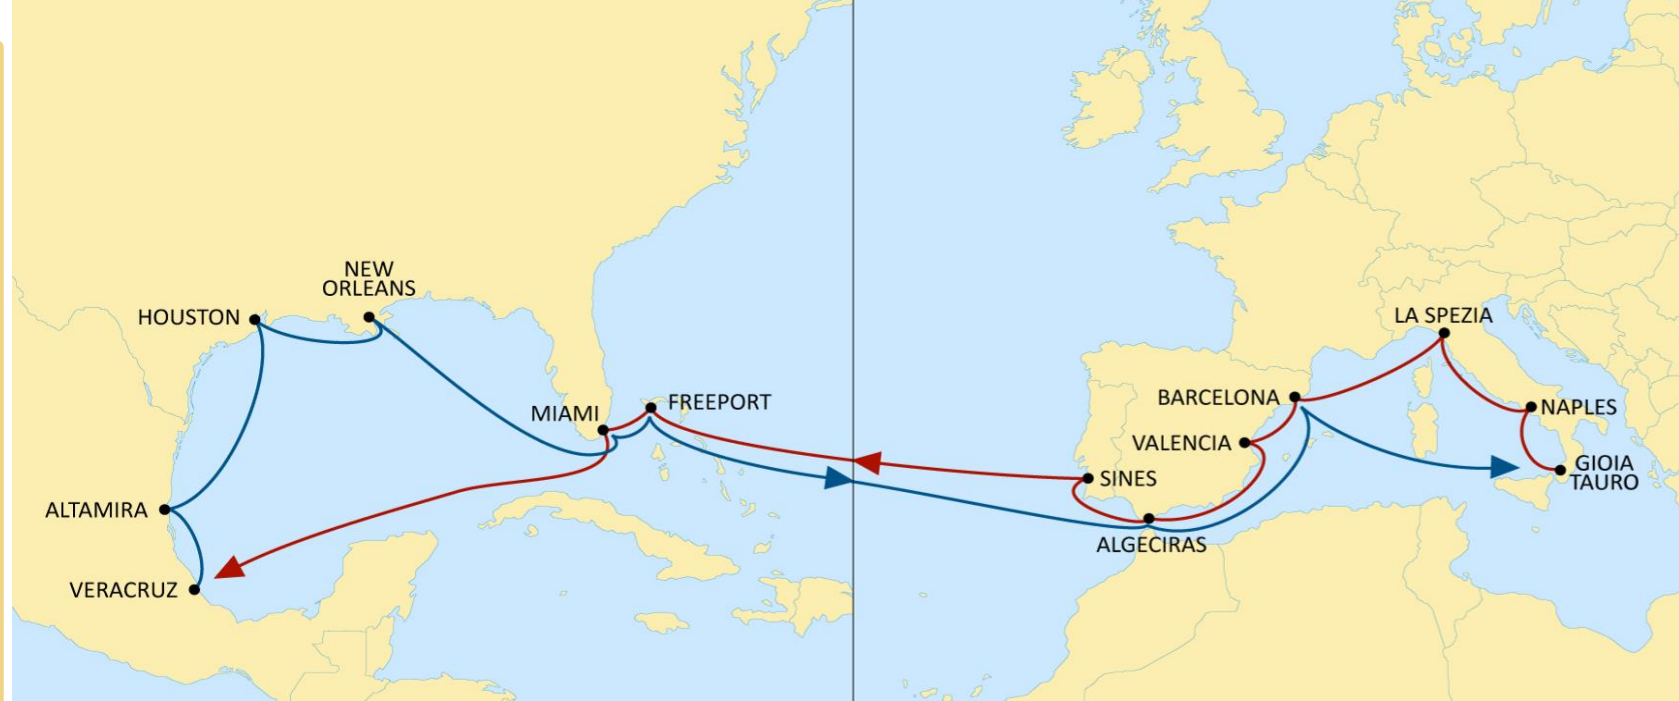 NEW
ORLEANS
HOUSTON
MIAMI
FREEPORT
ALTAMIRA
VERACRUZ
LA SPEZIA
BARCELONA
NAPLES
VALENCIA
GIOIA
TAURO
SINES
ALGECIRAS